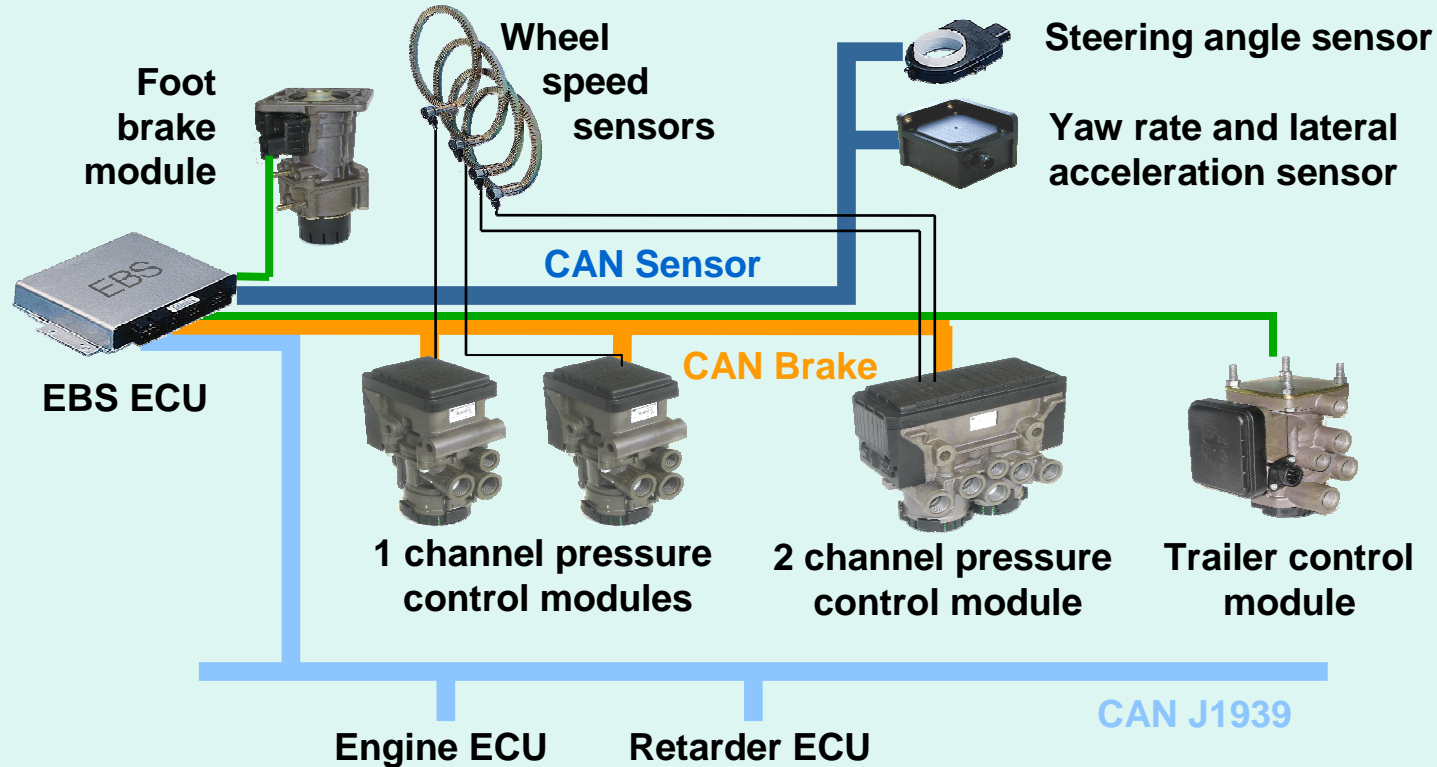 Wheel
speed
sensors
Steering angle sensor
Foot
brake
module
Yaw rate and lateral
acceleration sensor
CAN Sensor
EBS
CAN Brake
EBS ECU
1 channel pressure
control modules
2 channel pressure
control module
Trailer control
module
CAN J1939
Engine ECU
Retarder ECU